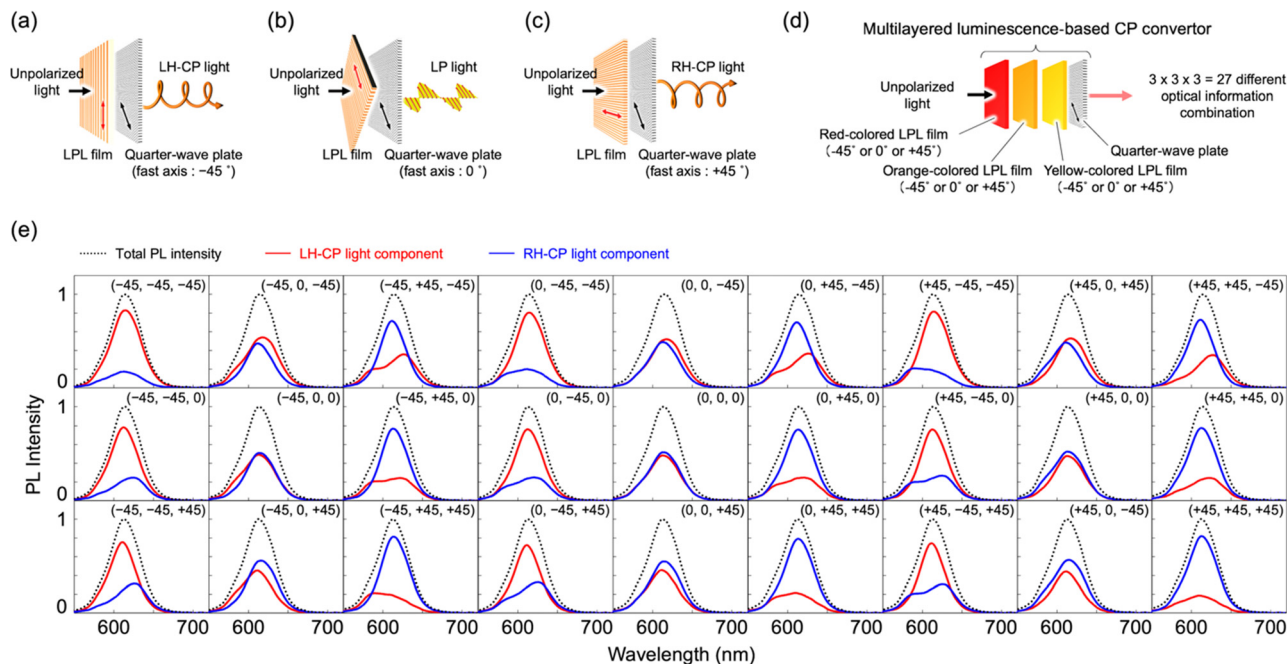 (a)
Unpolarized
light
LH-CP light
LPL film
Quarter-wave plate
(fast axis : −45 ˚)
(b)
Unpolarized
light
LP light
LPL film
Quarter-wave plate
(fast axis : 0 ˚)
(c)
Unpolarized
light
RH-CP light
LPL film
Quarter-wave plate
(fast axis : +45 ˚)
(d)
Multilayered luminescence-based CP convertor
Unpolarized
light
3 x 3 x 3 = 27 different
optical information
combination
Red-colored LPL film
(-45˚ or 0˚ or +45˚)
Quarter-wave plate
Orange-colored LPL film
(-45˚ or 0˚ or +45˚)
Yellow-colored LPL film
(-45˚ or 0˚ or +45˚)
(e)
Total PL intensity
LH-CP light component
RH-CP light component
PL Intensity
1
0
(−45, −45, −45)
(−45, 0, −45)
(−45, +45, −45)
(0, −45, −45)
(0, 0, −45)
(0, +45, −45)
(+45, −45, −45)
(+45, 0, +45)
(+45, +45, −45)
1
0
(−45, −45, 0)
(−45, 0, 0)
(−45, +45, 0)
(0, −45, 0)
(0, 0, 0)
(0, +45, 0)
(+45, −45, 0)
(+45, 0, 0)
(+45, +45, 0)
1
0
(−45, −45, +45)
(−45, 0, +45)
(−45, +45, +45)
(0, −45, +45)
(0, 0, +45)
(0, +45, +45)
(+45, −45, +45)
(+45, 0, −45)
(+45, +45, +45)
600 700 600 700 600 700 600 700 600 700 600 700 600 700 600 700 600 700
Wavelength (nm)